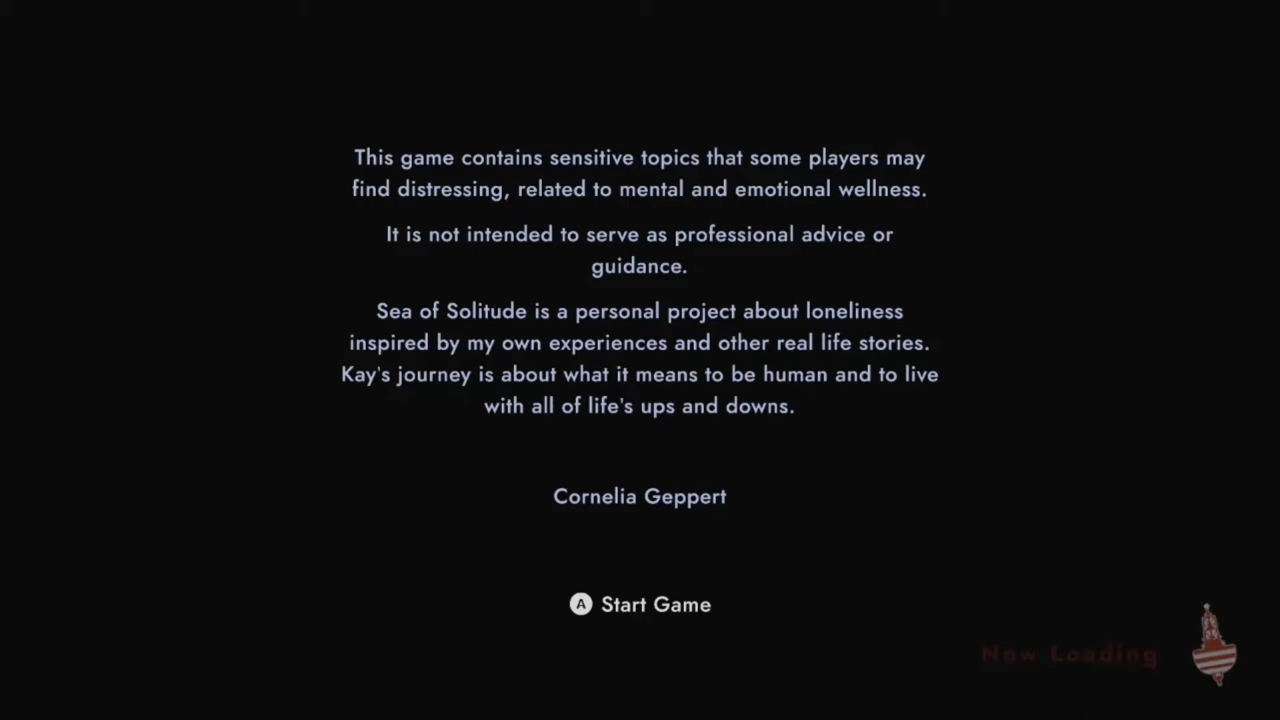 This game contains sensitive topics that some players may
find distressing, related to mental and emotional wellness.
It is not intended to serve as professional advice or
guidance.
Sea of Solitude is a personal project about loneliness
inspired by my own experiences and other real life stories.
Kay's journey is about what it means to be human and to live
with all of life's ups and downs.
Cornelia Geppert
A Start Game
Now Loading